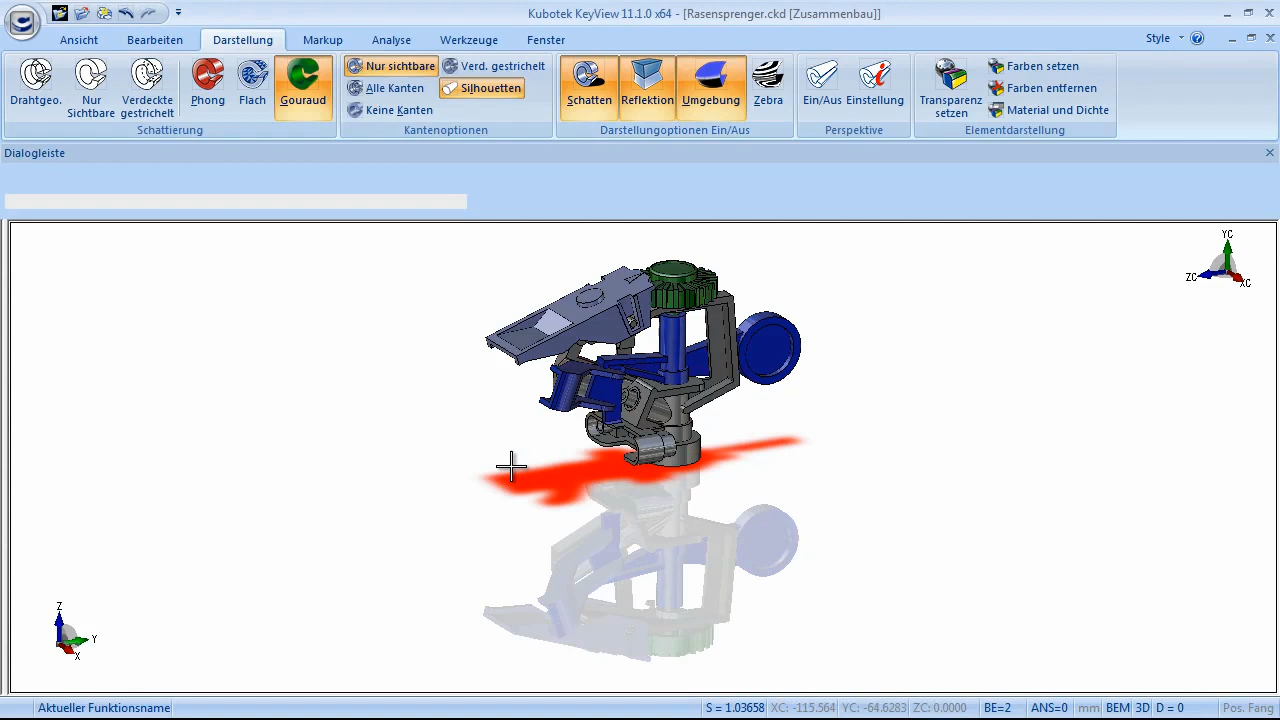 Kubotek KeyView 11.1.0 x64 - [Rasensprenger.ckd [Zusammenbau]]
Ansicht Bearbeiten Darstellung Markup Analyse Werkzeuge Fenster Style
Drahtgeo. Nur Sichtbare Verdeckte gestrichelt Phong Flach Gouraud
Schattierung
Nur sichtbare Verd. gestrichelt
Alle Kanten Silhouetten
Keine Kanten
Kantenoptionen
Schatten Reflektion Umgebung Zebra
Darstellungoptionen Ein/Aus
Ein/Aus Einstellung
Perspektive
Transparenz setzen
Farben setzen
Farben entfernen
Material und Dichte
Elementdarstellung
Dialogleiste
YC
ZC
XC
Z
Y
X
Aktueller Funktionsname S = 1.03658 XC: -115.564 YC: -64.6283 ZC: 0.0000 BE=2 ANS=0 mm BEM 3D D = 0 Pos. Fang